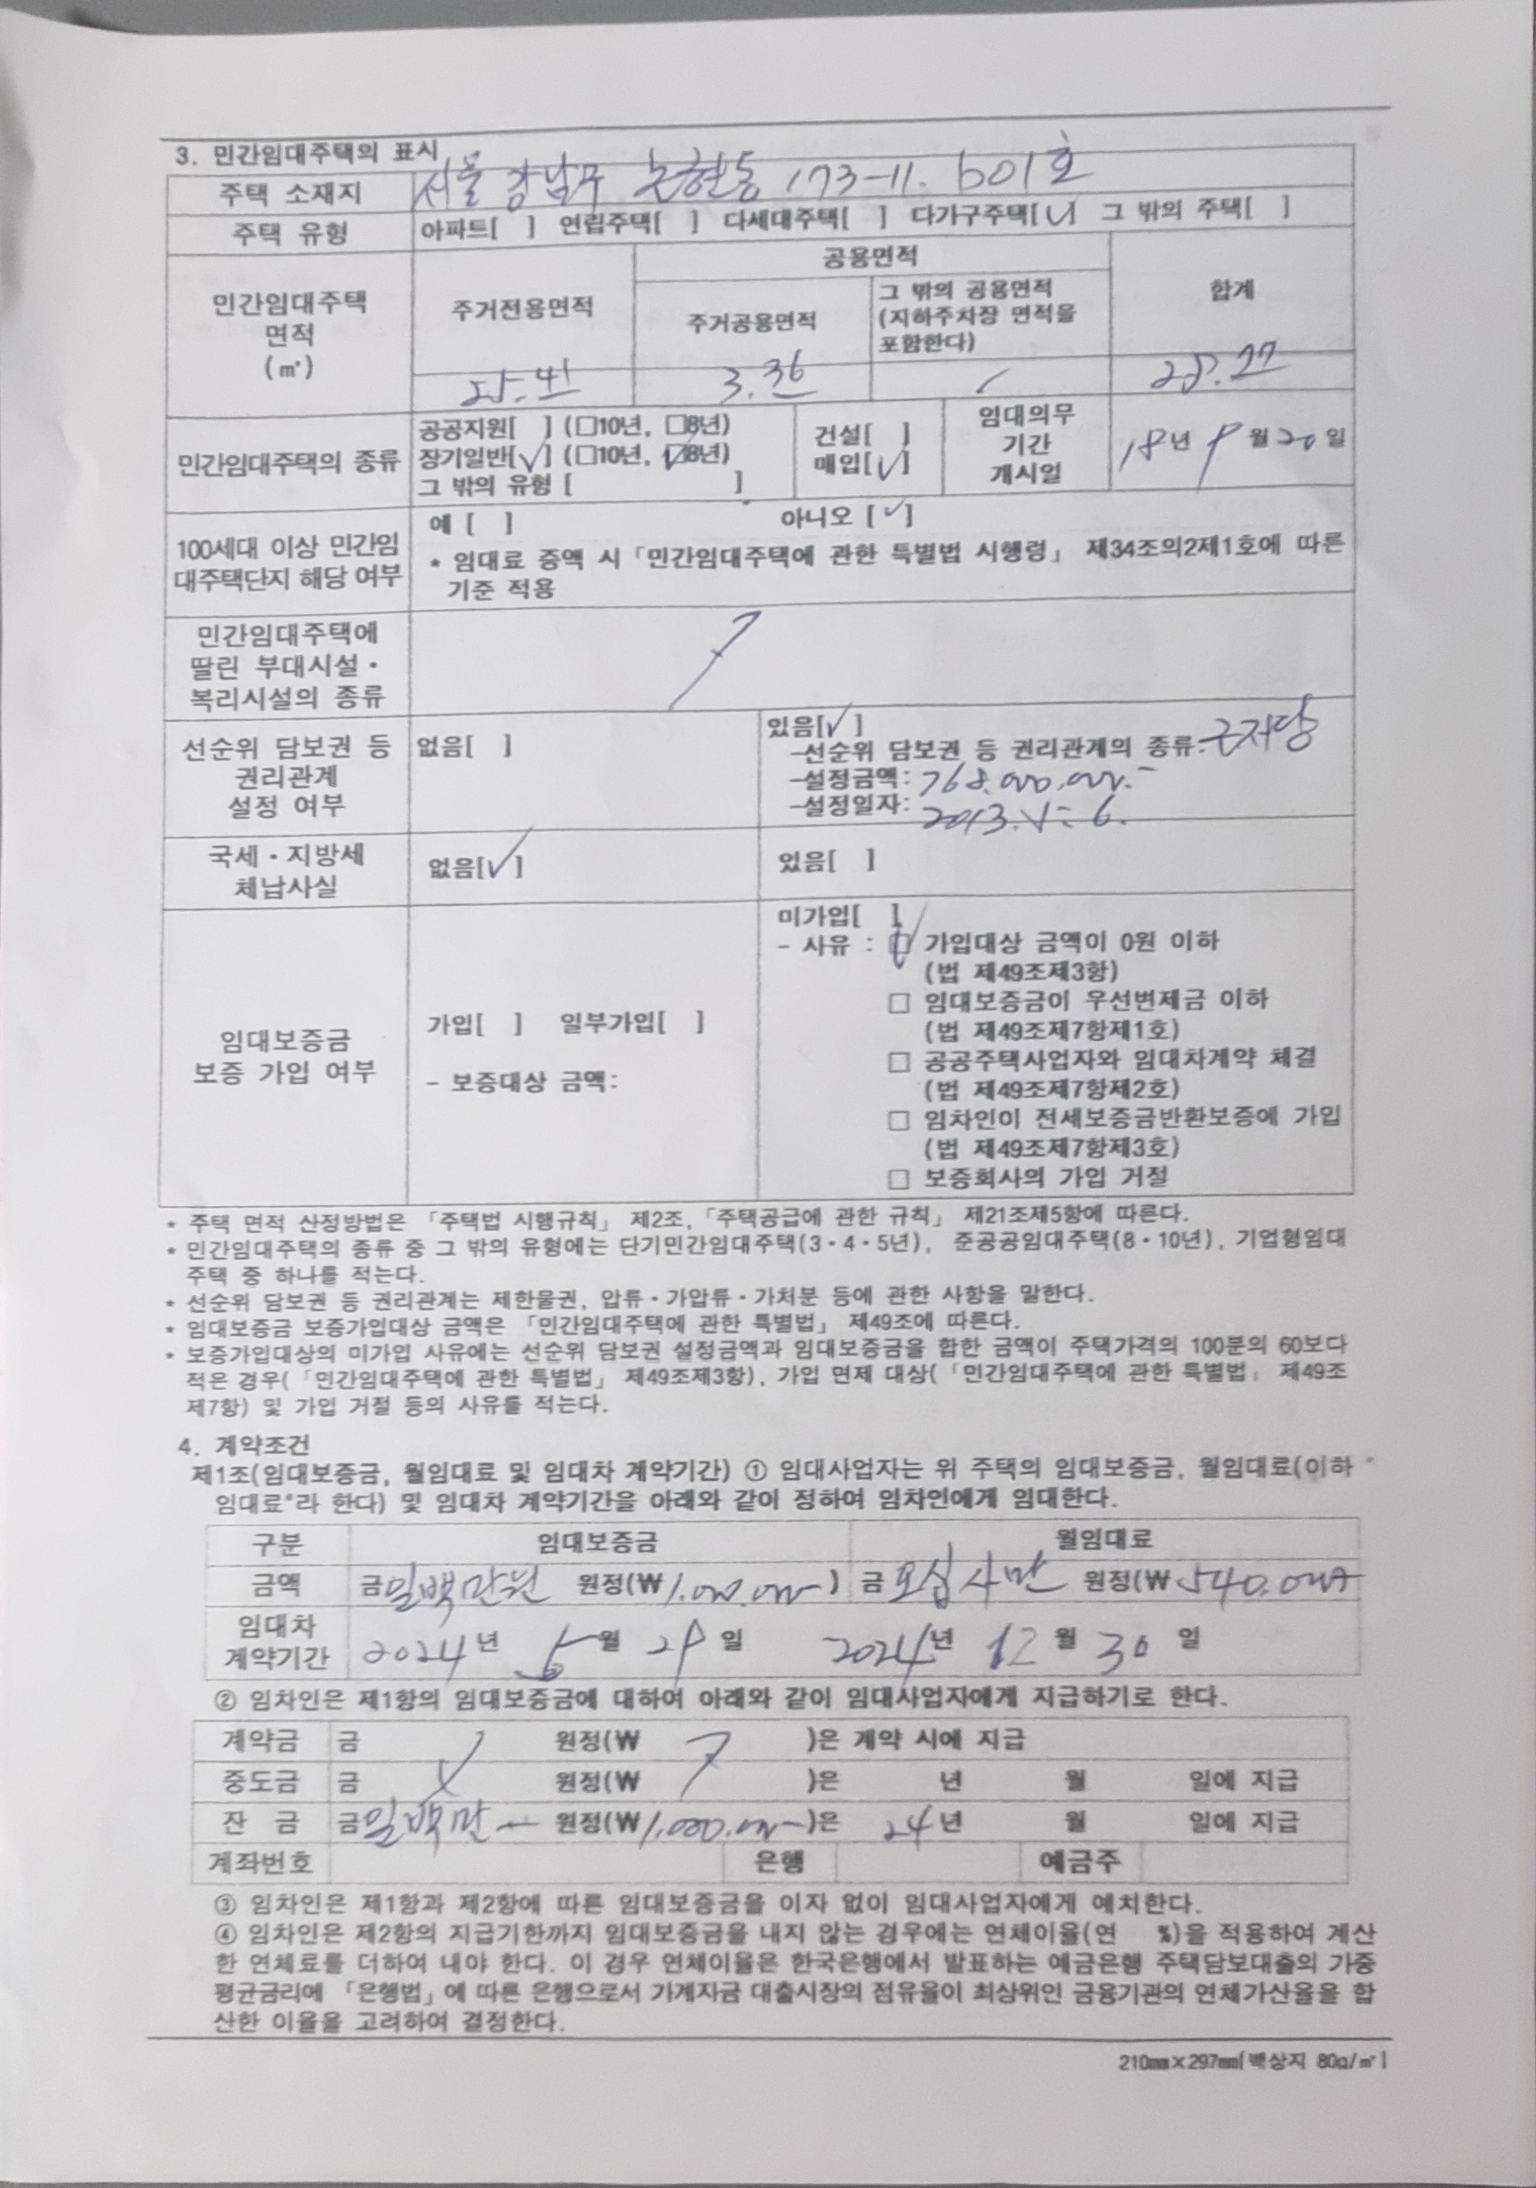 3. 민간임대주택의 표시
주택 소재지 서울 강남구 논현동 173-11. b01호
주택 유형 아파트[ ] 연립주택[ ] 다세대주택[ ] 다가구주택[✓] 그 밖의 주택[ ]
민간임대주택 면적 (㎡) 주거전용면적 공용면적 합계
주거공용면적 그 밖의 공용면적 (지하주차장 면적을 포함한다)
25.41 3.36 / 28.77
민간임대주택의 종류 공공지원[ ] (□10년, □8년) 건설[ ] 임대의무 기간 개시일 18년 9월 20일
장기일반[✓] (□10년, ☑8년) 매입[✓]
그 밖의 유형 [ ]
100세대 이상 민간임대주택단지 해당 여부 예 [ ] 아니오 [✓]
* 임대료 증액 시 「민간임대주택에 관한 특별법 시행령」 제34조의2제1호에 따른
기준 적용
민간임대주택에
딸린 부대시설·
복리시설의 종류
선순위 담보권 등 권리관계 설정 여부 없음[ ] 있음[✓]
-선순위 담보권 등 권리관계의 종류: 근저당
-설정금액: 768.000.000.-
-설정일자: 2013.
국세·지방세 체납사실 없음[✓] 있음[ ]
임대보증금 보증 가입 여부 가입[ ] 일부가입[ ]
- 보증대상 금액:
미가입[ ]
- 사유 : ☑ 가입대상 금액이 0원 이하
(법 제49조제3항)
□ 임대보증금이 우선변제금 이하
(법 제49조제7항제1호)
□ 공공주택사업자와 임대차계약 체결
(법 제49조제7항제2호)
□ 임차인이 전세보증금반환보증에 가입
(법 제49조제7항제3호)
□ 보증회사의 가입 거절
* 주택 면적 산정방법은 「주택법 시행규칙」 제2조, 「주택공급에 관한 규칙」 제21조제5항에 따른다.
* 민간임대주택의 종류 중 그 밖의 유형에는 단기민간임대주택(3·4·5년), 준공공임대주택(8·10년), 기업형임대
주택 중 하나를 적는다.
* 선순위 담보권 등 권리관계는 제한물권, 압류·가압류·가처분 등에 관한 사항을 말한다.
* 임대보증금 보증가입대상 금액은 「민간임대주택에 관한 특별법」 제49조에 따른다.
* 보증가입대상의 미가입 사유에는 선순위 담보권 설정금액과 임대보증금을 합한 금액이 주택가격의 100분의 60보다
적은 경우(「민간임대주택에 관한 특별법」 제49조제3항), 가입 면제 대상(「민간임대주택에 관한 특별법」 제49조
제7항) 및 가입 거절 등의 사유를 적는다.
4. 계약조건
제1조(임대보증금, 월임대료 및 임대차 계약기간) ① 임대사업자는 위 주택의 임대보증금, 월임대료(이하 "
임대료"라 한다) 및 임대차 계약기간을 아래와 같이 정하여 임차인에게 임대한다.
구분 임대보증금 월임대료
금액 금일백만원 원정(₩1.000.000) 금 오십사만 원정(₩540.000
임대차 계약기간 2024년 월 29일 2024년 12월 30일
② 임차인은 제1항의 임대보증금에 대하여 아래와 같이 임대사업자에게 지급하기로 한다.
계약금 금 원정(₩ )은 계약 시에 지급
중도금 금 원정(₩ )은 년 월 일에 지급
잔 금 금일백만 원정(₩1.000.000)은 24년 월 일에 지급
계좌번호 은행 예금주
③ 임차인은 제1항과 제2항에 따른 임대보증금을 이자 없이 임대사업자에게 예치한다.
④ 임차인은 제2항의 지급기한까지 임대보증금을 내지 않는 경우에는 연체이율(연 %)을 적용하여 계산
한 연체료를 더하여 내야 한다. 이 경우 연체이율은 한국은행에서 발표하는 예금은행 주택담보대출의 가중
평균금리에 「은행법」에 따른 은행으로서 가계자금 대출시장의 점유율이 최상위인 금융기관의 연체가산율을 합
산한 이율을 고려하여 결정한다.
210㎜×297㎜[백상지 80g/㎡]